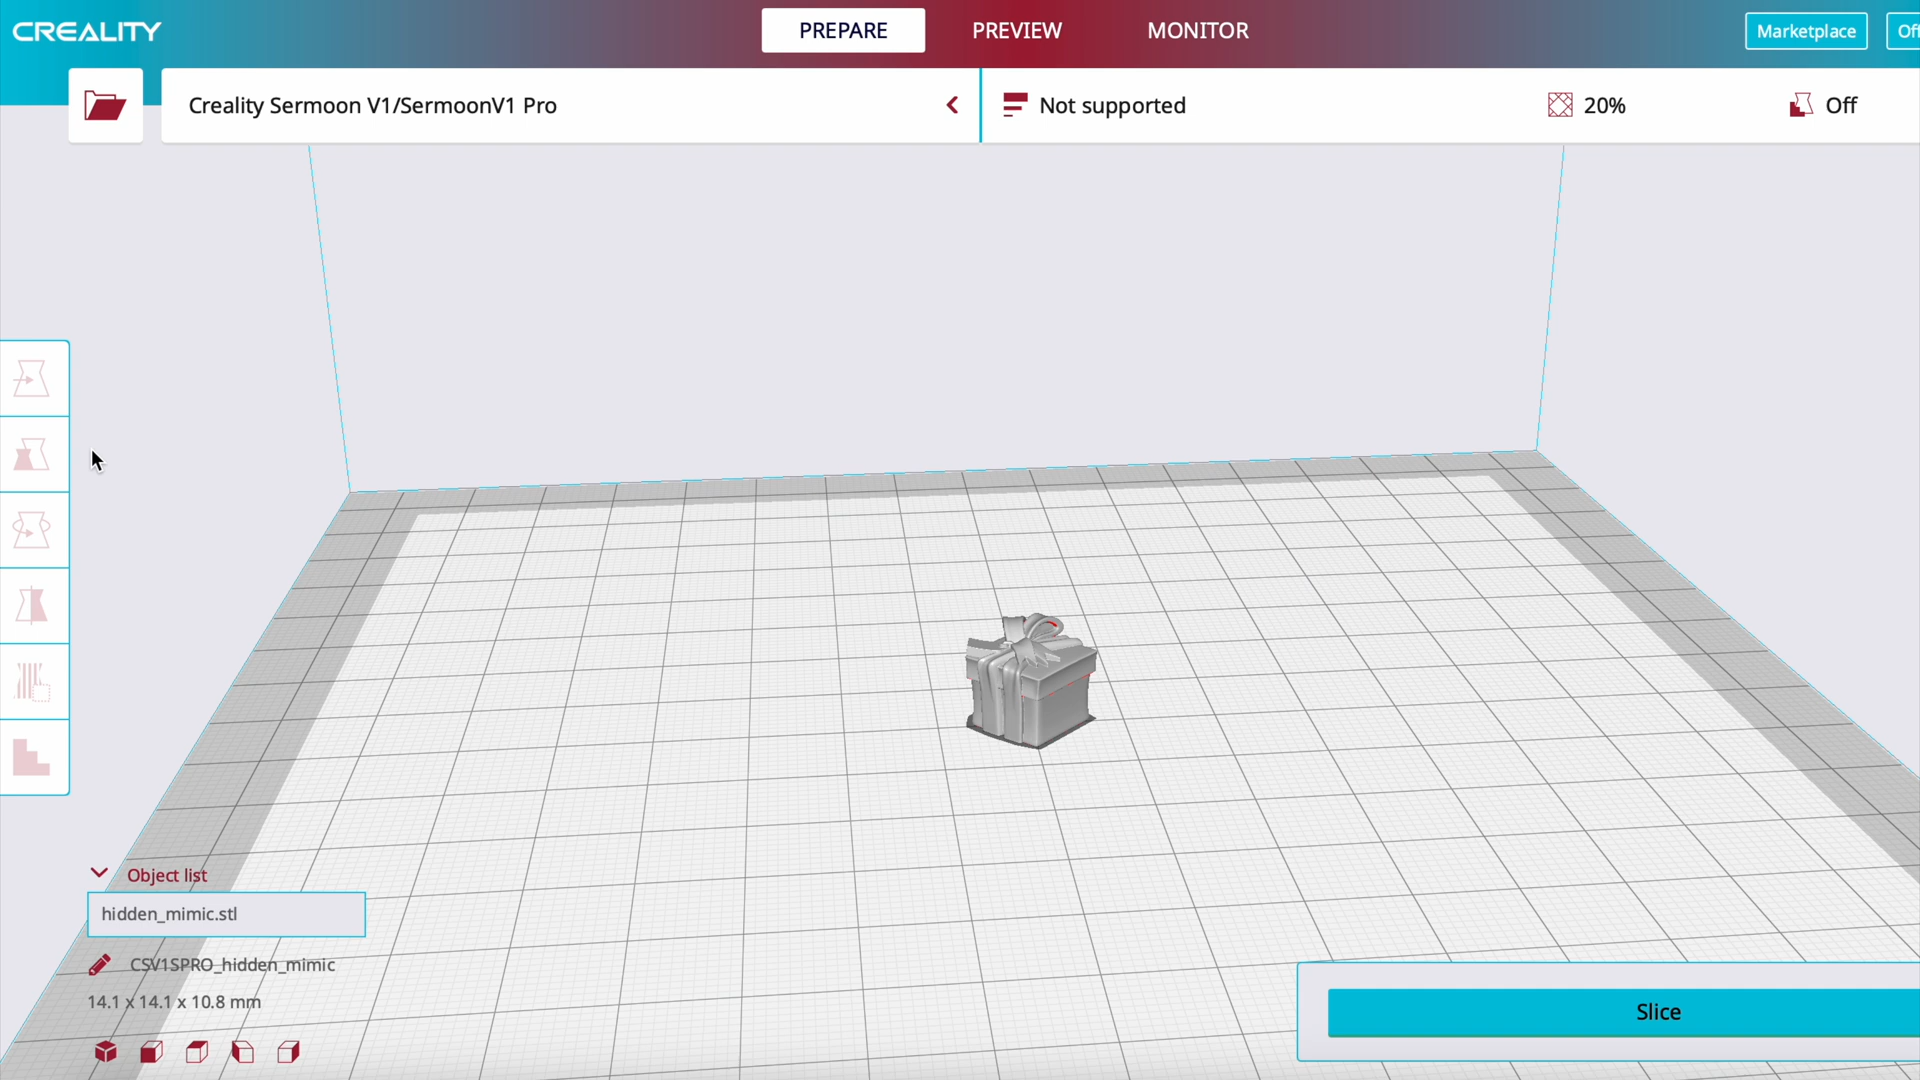 CREALITY
PREPARE
PREVIEW
MONITOR
Marketplace
Creality Sermoon V1/SermoonV1 Pro
Not supported
20%
Off
Object list
hidden_mimic.stl
CSV1SPRO_hidden_mimic
14.1 x 14.1 x 10.8 mm
Slice